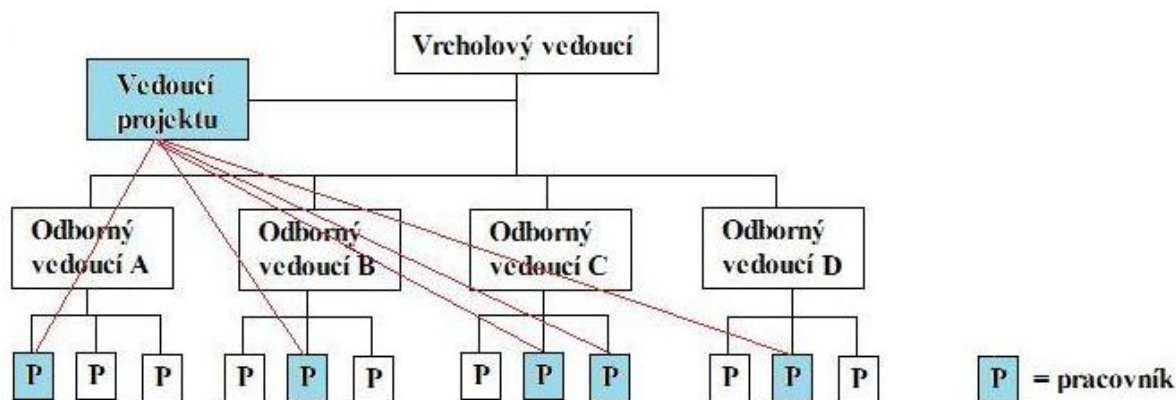 Vrcholový vedoucí
Vedoucí
projektu
Odborný
vedoucí A
Odborný
vedoucí B
Odborný
vedoucí C
Odborný
vedoucí D
P P P P P P P P P P P P
P = pracovník